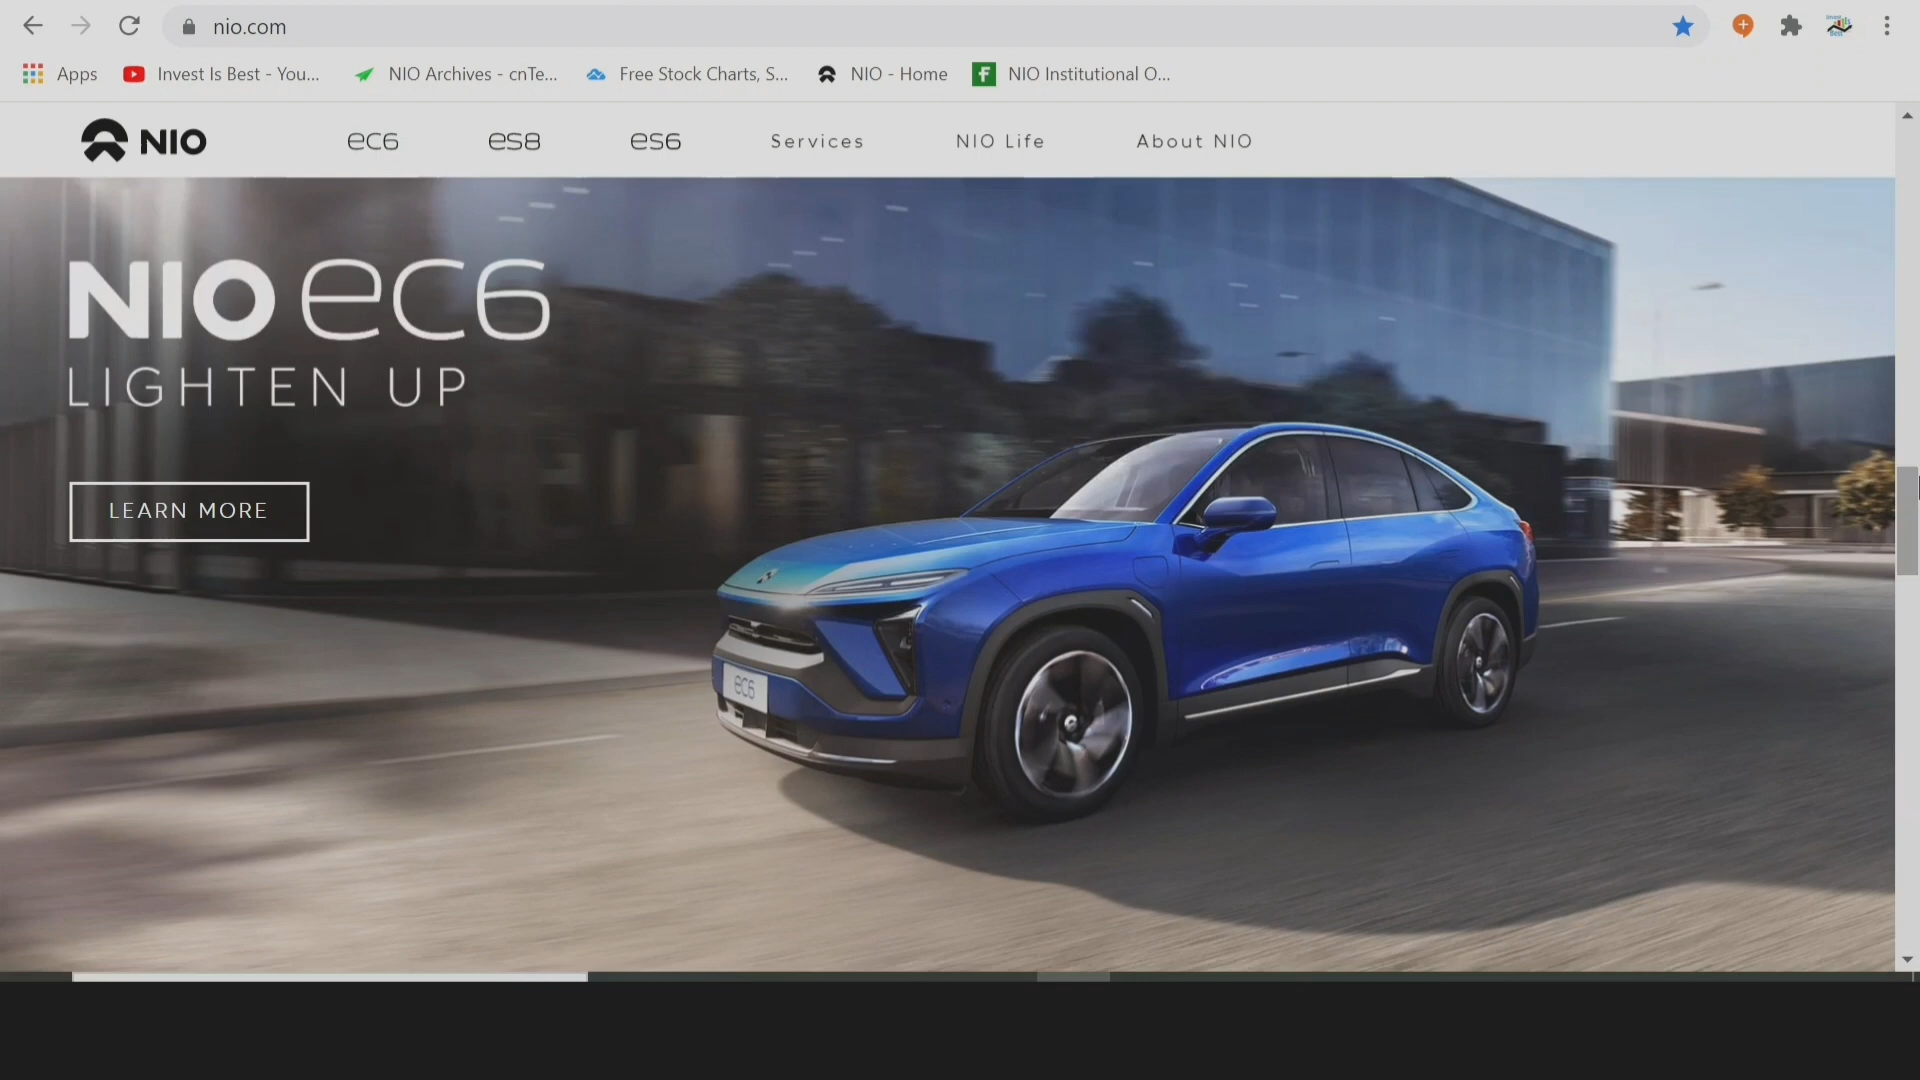 nio.com
Apps
Invest Is Best - You...
NIO Archives - cnTe...
Free Stock Charts, S...
NIO - Home
NIO Institutional O...
NIO
ec6
es8
es6
Services
NIO Life
About NIO
NIO ec6
LIGHTEN UP
LEARN MORE
ec6